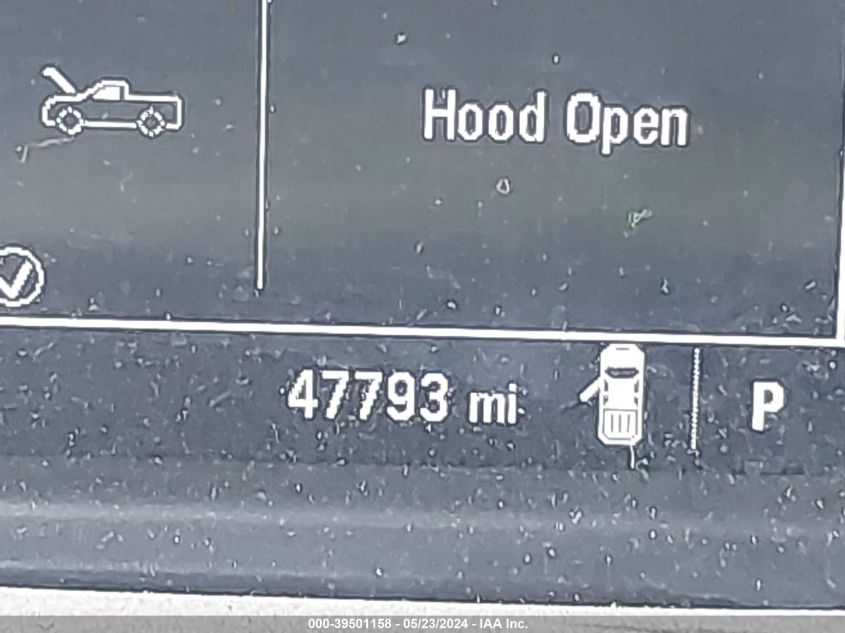 Hood Open
47793 mi
P
000-39501158 - 05/23/2024 - IAA Inc.